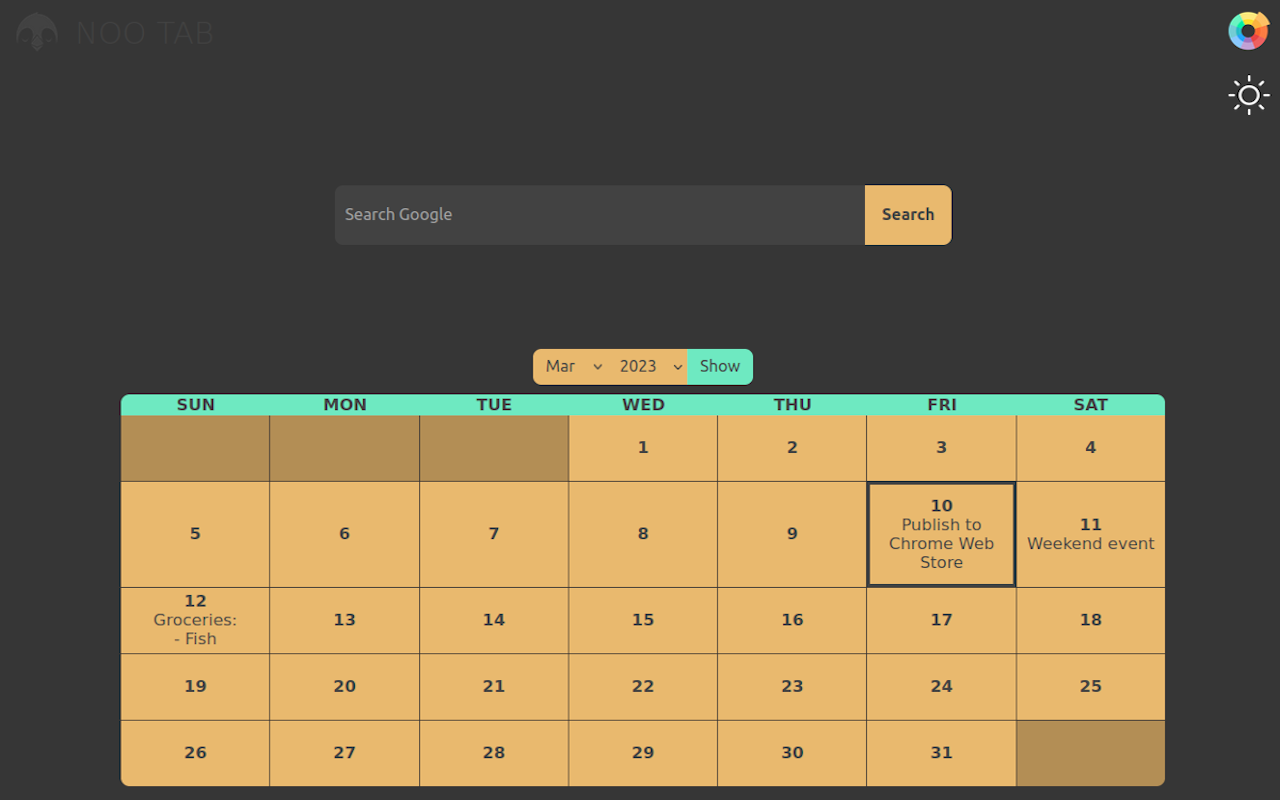 NOO TAB
Search Google
Search
Mar 2023 Show
SUN MON TUE WED THU FRI SAT
1 2 3 4
5 6 7 8 9
10
Publish to
Chrome Web
Store
11
Weekend event
12
Groceries:
- Fish
13 14 15 16 17 18
19 20 21 22 23 24 25
26 27 28 29 30 31